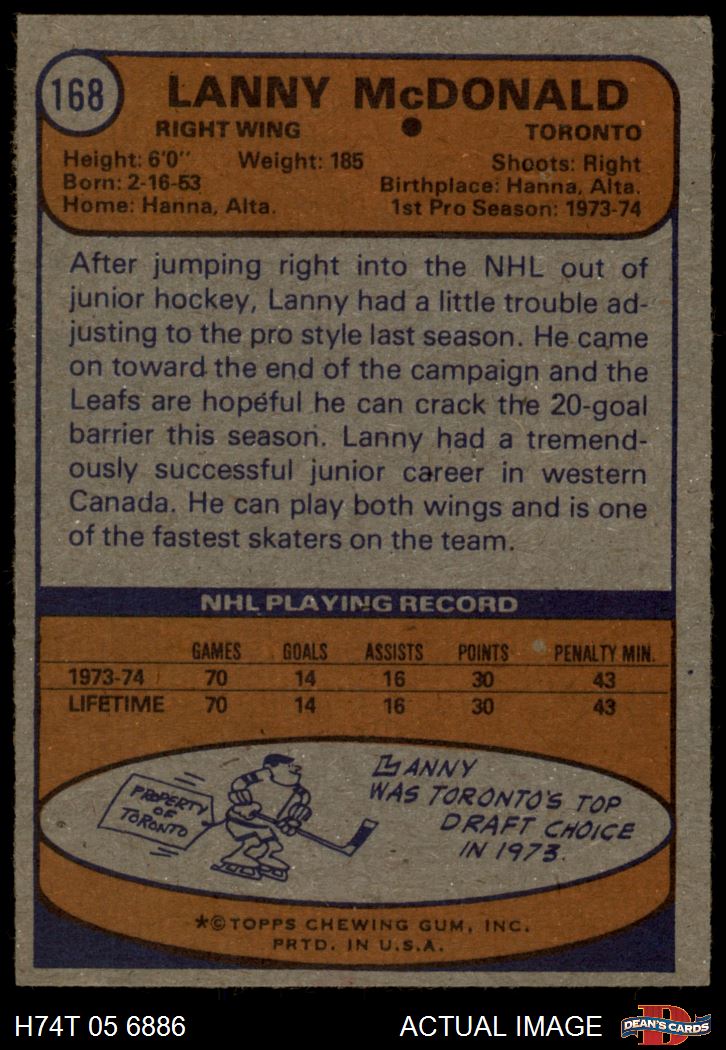 168
LANNY McDONALD
RIGHT WING ● TORONTO
Height: 6'0" Weight: 185 Shoots: Right
Born: 2-16-53 Birthplace: Hanna, Alta.
Home: Hanna, Alta. 1st Pro Season: 1973-74
After jumping right into the NHL out of
junior hockey, Lanny had a little trouble ad-
justing to the pro style last season. He came
on toward the end of the campaign and the
Leafs are hopeful he can crack the 20-goal
barrier this season. Lanny had a tremend-
ously successful junior career in western
Canada. He can play both wings and is one
of the fastest skaters on the team.
NHL PLAYING RECORD
GAMES GOALS ASSISTS POINTS PENALTY MIN.
1973-74 70 14 16 30 43
LIFETIME 70 14 16 30 43
PROPERTY
OF
TORONTO
LANNY
WAS TORONTO'S TOP
DRAFT CHOICE
IN 1973.
*©TOPPS CHEWING GUM, INC.
PRTD. IN U.S.A.
H74T 05 6886 ACTUAL IMAGE
D
DEAN'S CARDS